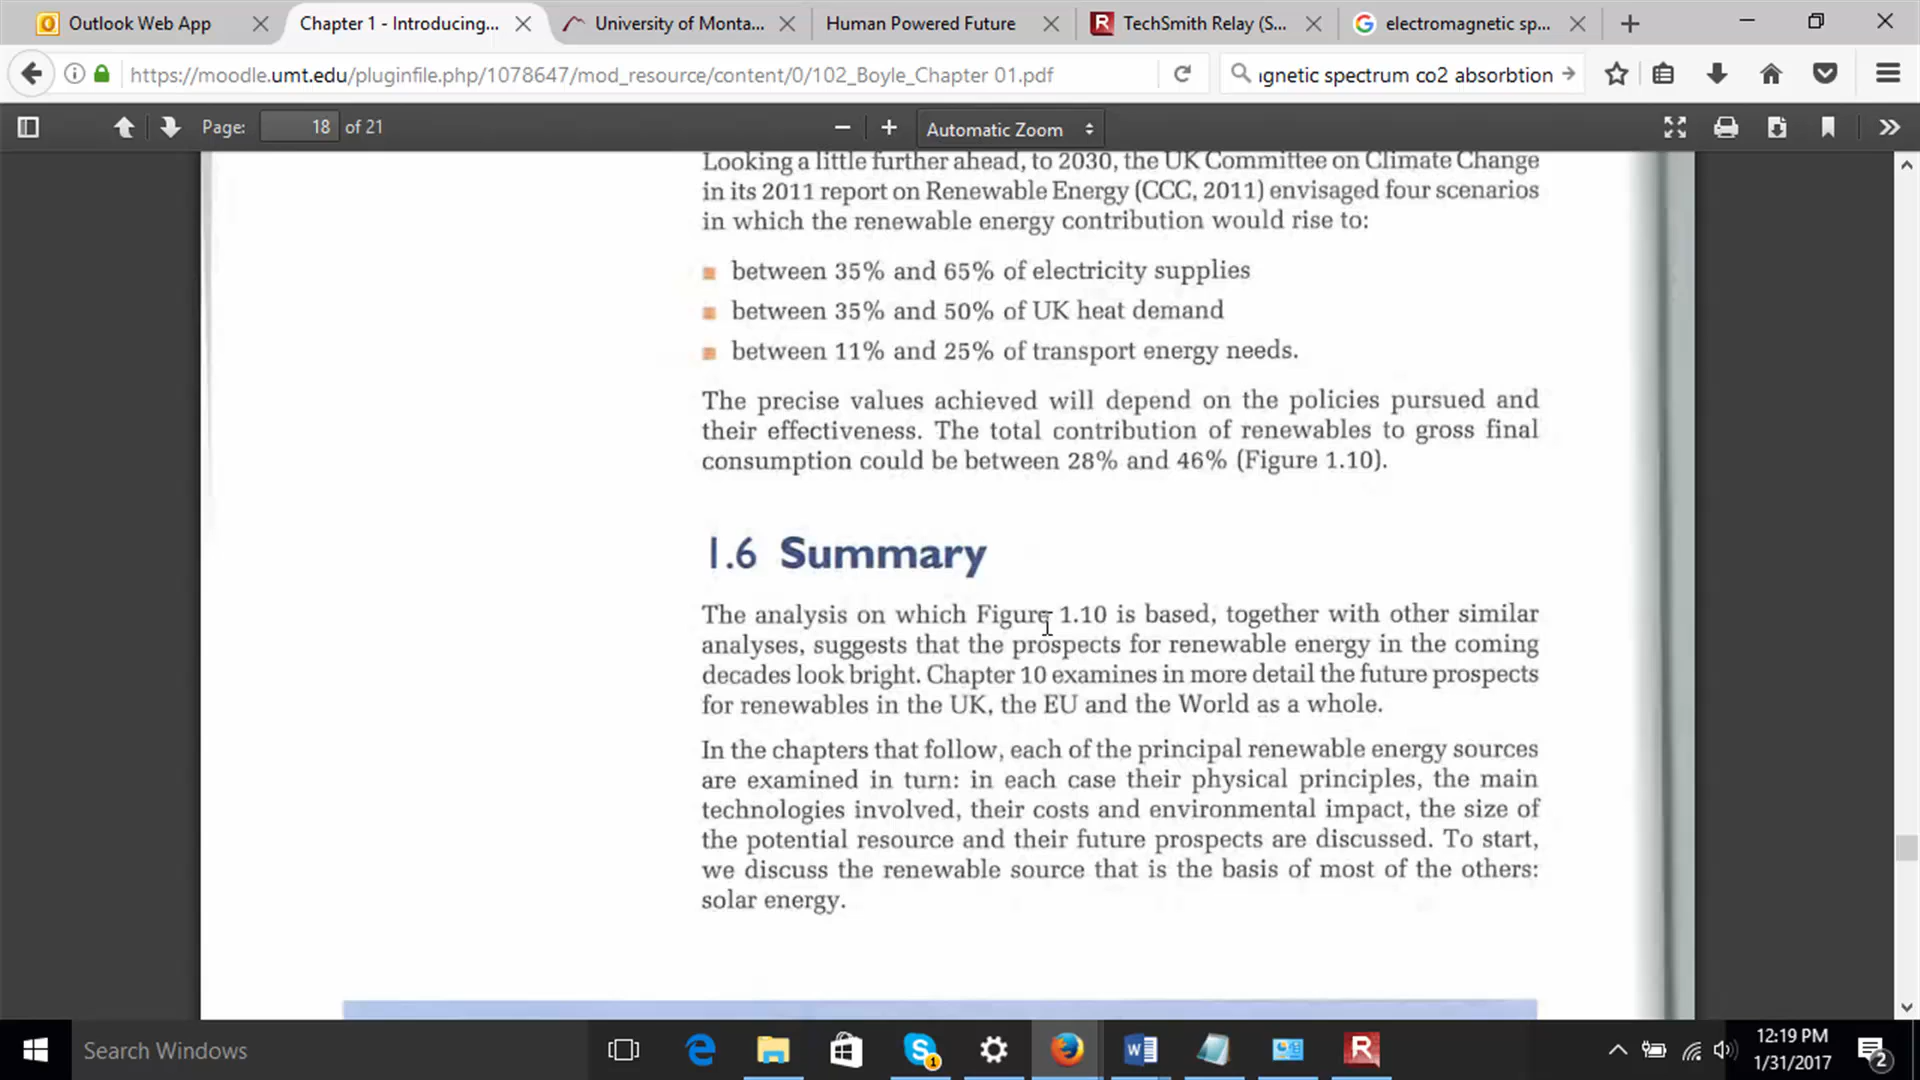 Outlook Web App
Chapter 1 - Introducing...
University of Monta...
Human Powered Future
TechSmith Relay (S...
electromagnetic sp...
https://moodle.umt.edu/pluginfile.php/1078647/mod_resource/content/0/102_Boyle_Chapter 01.pdf
gnetic spectrum co2 absorbtion
Page: 18 of 21
Automatic Zoom
Looking a little further ahead, to 2030, the UK Committee on Climate Change
in its 2011 report on Renewable Energy (CCC, 2011) envisaged four scenarios
in which the renewable energy contribution would rise to:
between 35% and 65% of electricity supplies
between 35% and 50% of UK heat demand
between 11% and 25% of transport energy needs.
The precise values achieved will depend on the policies pursued and
their effectiveness. The total contribution of renewables to gross final
consumption could be between 28% and 46% (Figure 1.10).
1.6 Summary
The analysis on which Figure 1.10 is based, together with other similar
analyses, suggests that the prospects for renewable energy in the coming
decades look bright. Chapter 10 examines in more detail the future prospects
for renewables in the UK, the EU and the World as a whole.
In the chapters that follow, each of the principal renewable energy sources
are examined in turn: in each case their physical principles, the main
technologies involved, their costs and environmental impact, the size of
the potential resource and their future prospects are discussed. To start,
we discuss the renewable source that is the basis of most of the others:
solar energy.
Search Windows
1
12:19 PM
1/31/2017
2